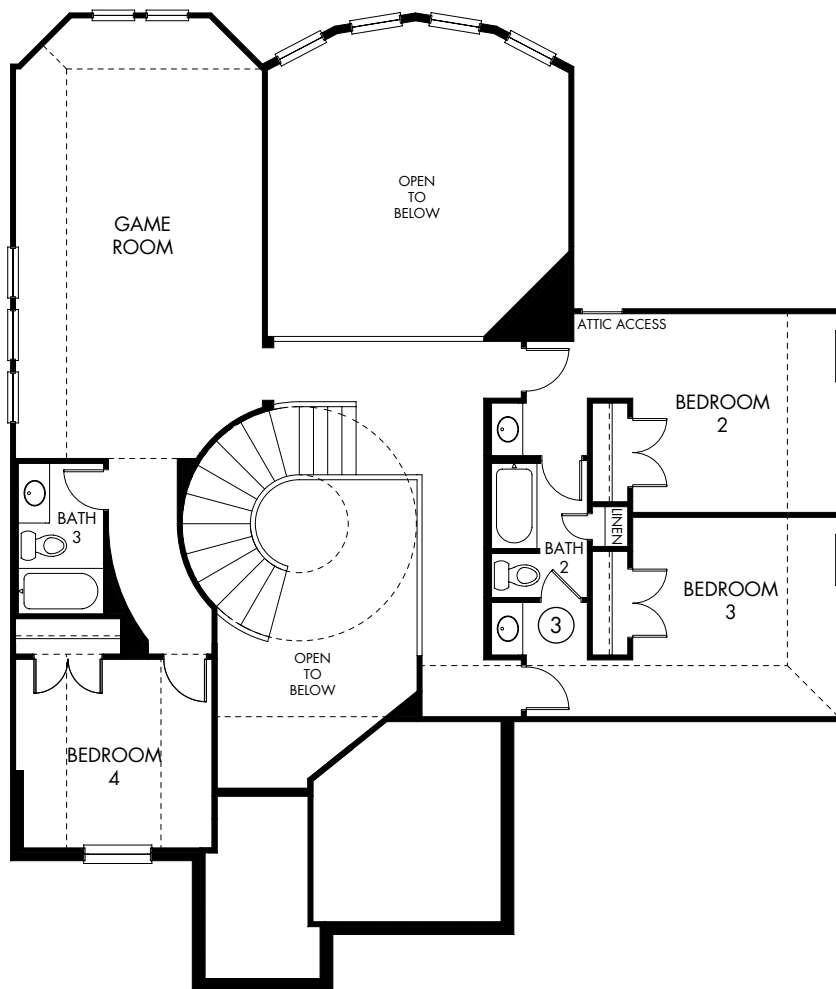 OPEN
TO
BELOW
GAME
ROOM
ATTIC ACCESS
BEDROOM
2
LINEN
BATH
3
BATH
2
BEDROOM
3
3
OPEN
TO
BELOW
BEDROOM
4